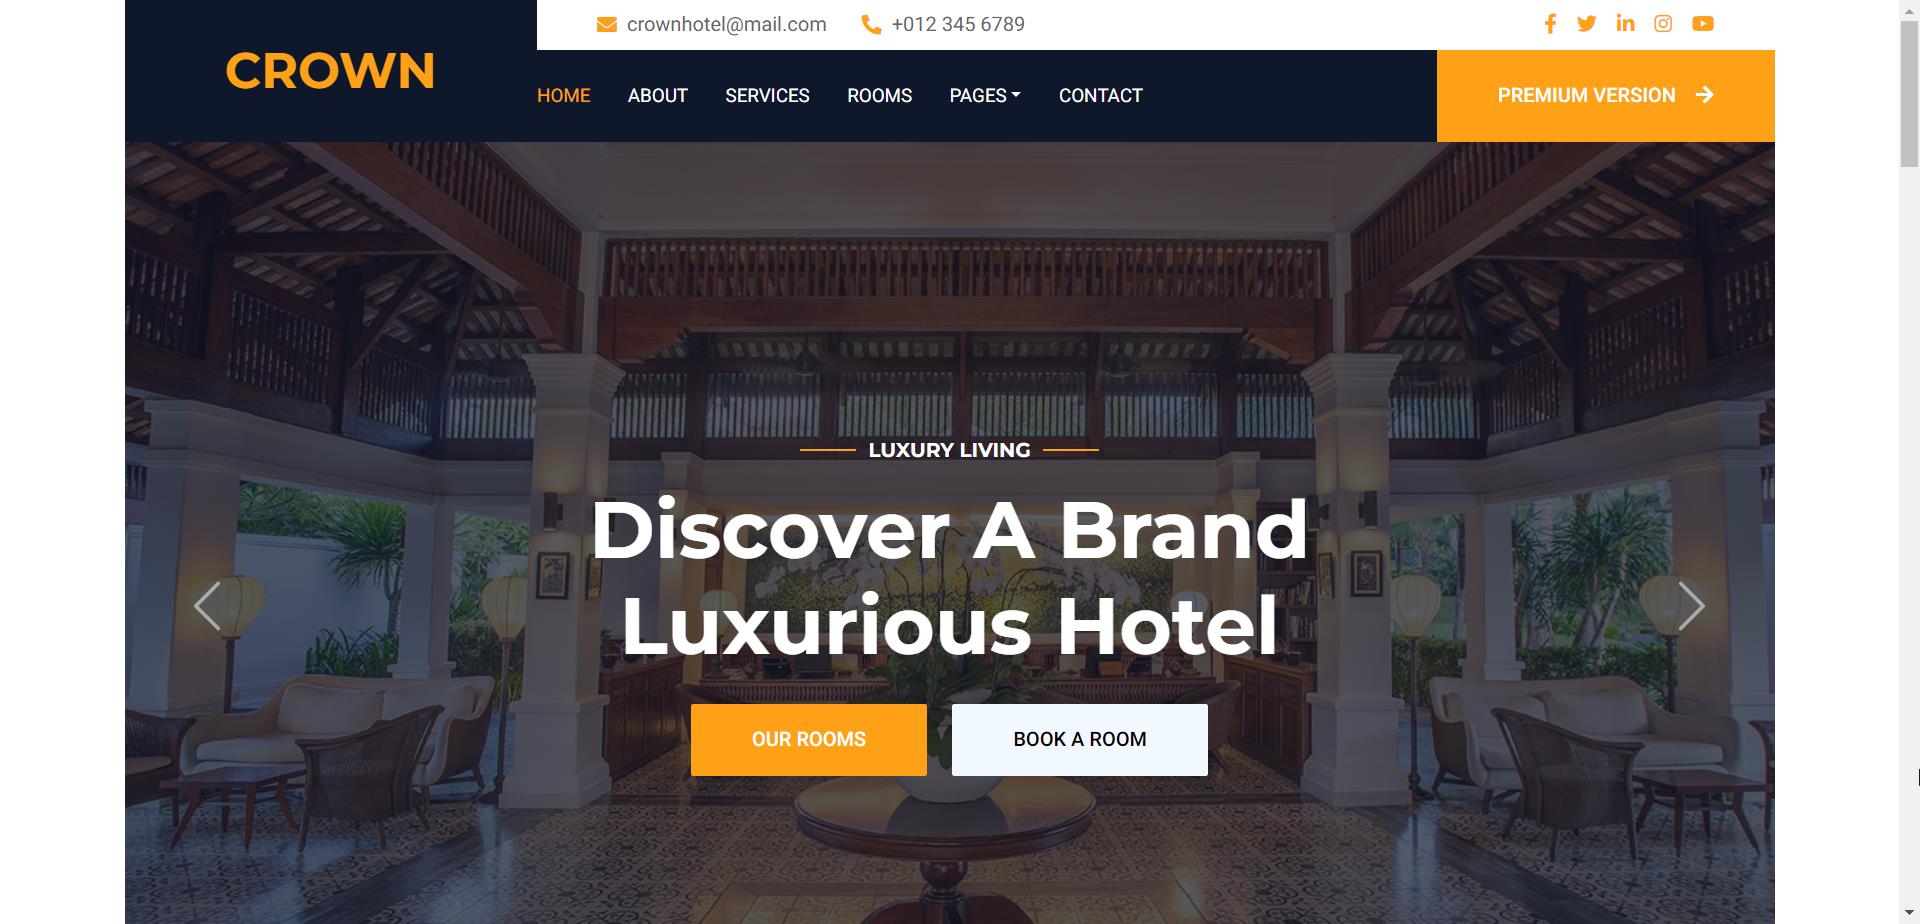 CROWN
crownhotel@mail.com +012 345 6789
HOME ABOUT SERVICES ROOMS PAGES CONTACT PREMIUM VERSION
LUXURY LIVING
Discover A Brand
Luxurious Hotel
OUR ROOMS BOOK A ROOM